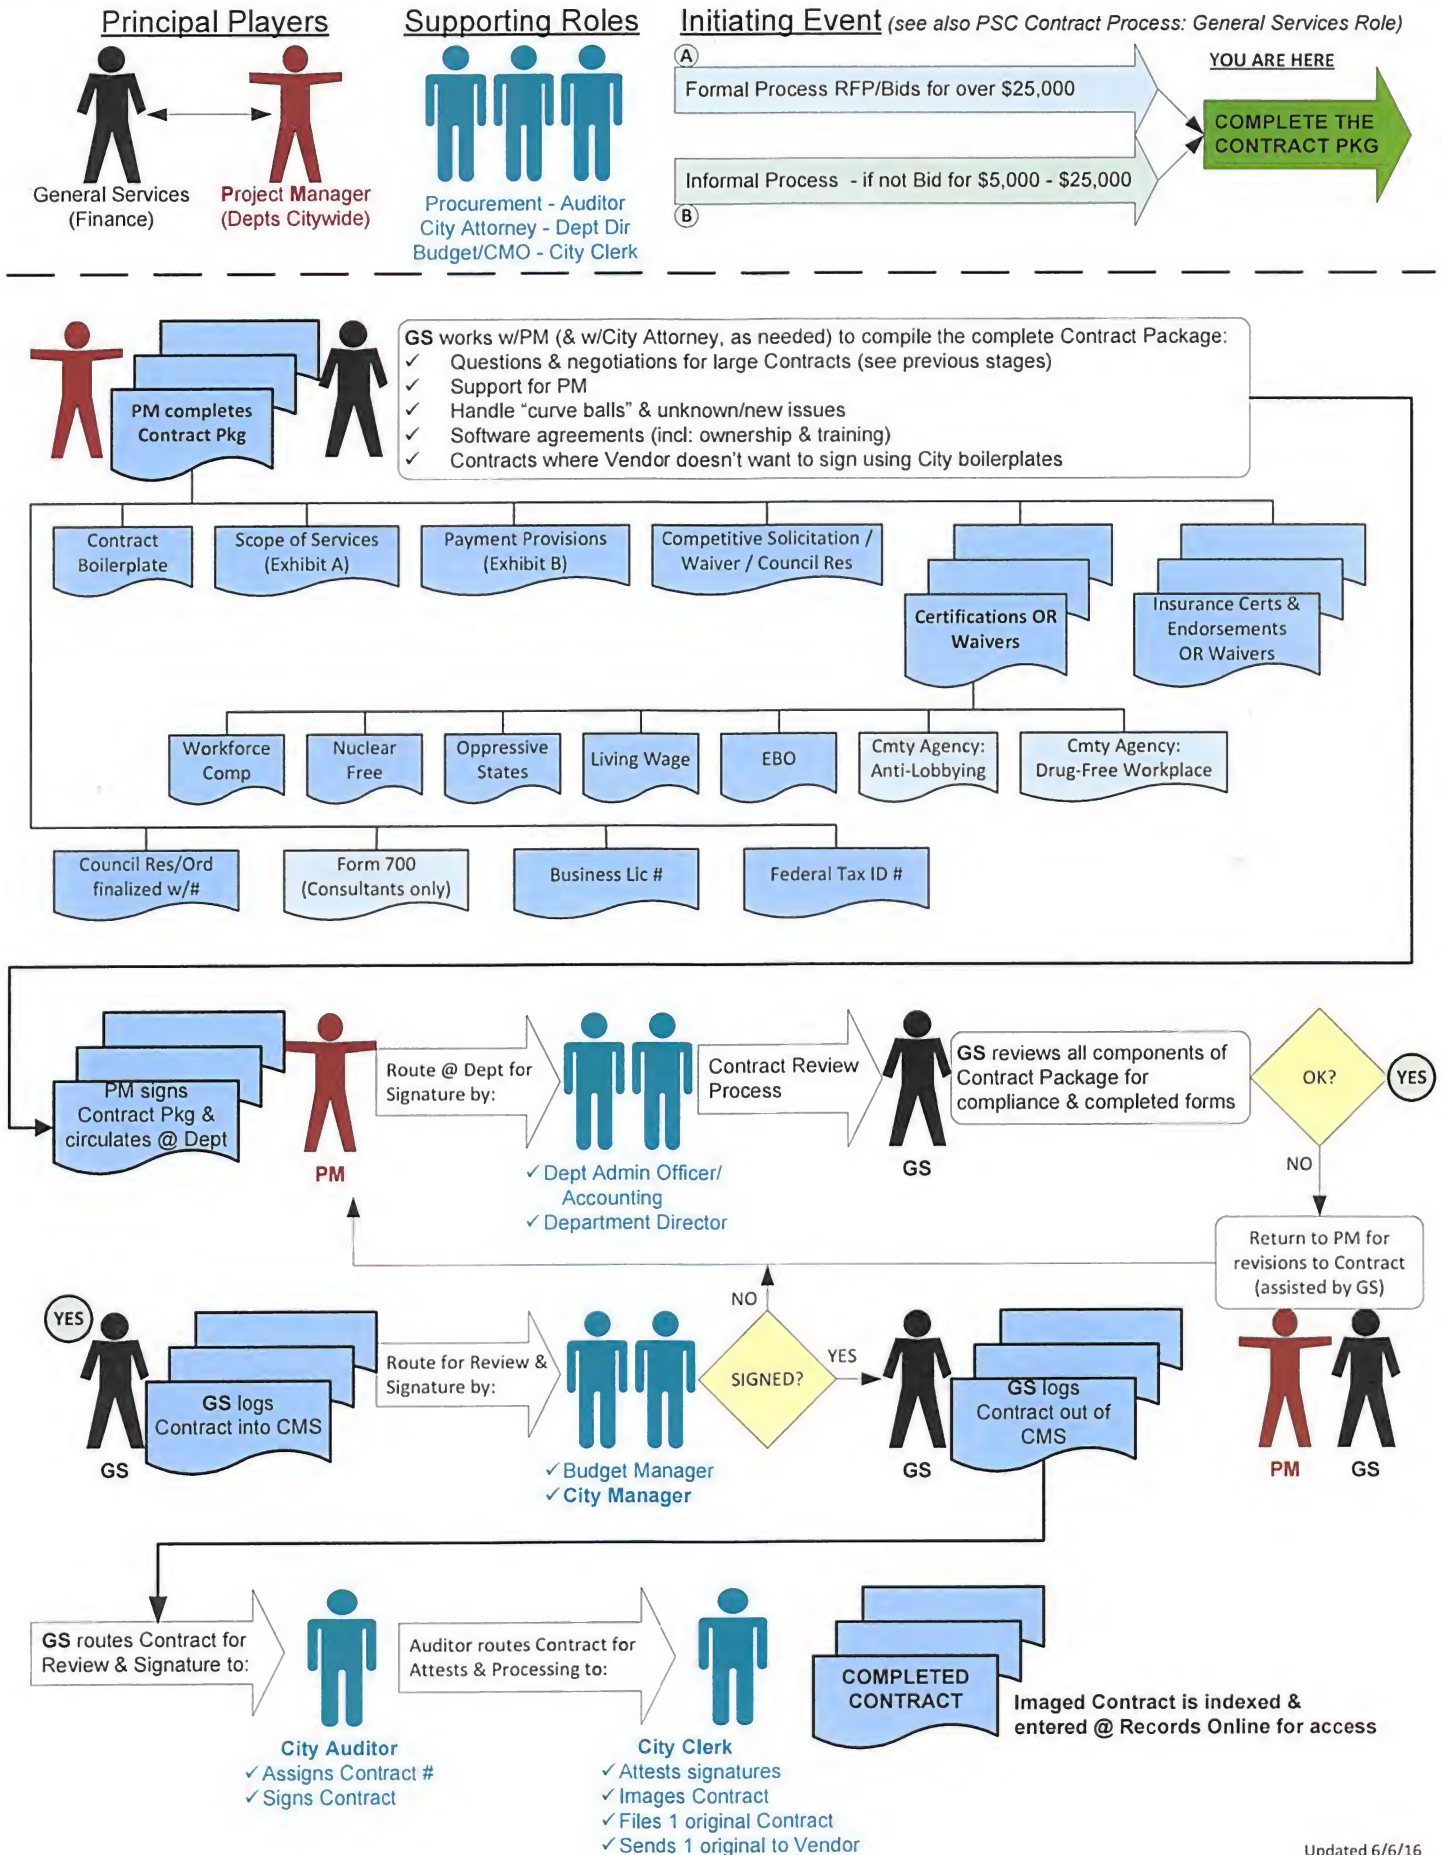 Principal Players
Supporting Roles
Initiating Event (see also PSC Contract Process: General Services Role)
General Services
(Finance)
Project Manager
(Depts Citywide)
Procurement - Auditor
City Attorney - Dept Dir
Budget/CMO - City Clerk
A
Formal Process RFP/Bids for over $25,000
Informal Process - if not Bid for $5,000 - $25,000
B
YOU ARE HERE
COMPLETE THE
CONTRACT PKG
PM completes
Contract Pkg
GS works w/PM (& w/City Attorney, as needed) to compile the complete Contract Package:
✓ Questions & negotiations for large Contracts (see previous stages)
✓ Support for PM
✓ Handle “curve balls” & unknown/new issues
✓ Software agreements (incl: ownership & training)
✓ Contracts where Vendor doesn't want to sign using City boilerplates
Contract
Boilerplate
Scope of Services
(Exhibit A)
Payment Provisions
(Exhibit B)
Competitive Solicitation /
Waiver / Council Res
Certifications OR
Waivers
Insurance Certs &
Endorsements
OR Waivers
Workforce
Comp
Nuclear
Free
Oppressive
States
Living Wage
EBO
Cmty Agency:
Anti-Lobbying
Cmty Agency:
Drug-Free Workplace
Council Res/Ord
finalized w/#
Form 700
(Consultants only)
Business Lic #
Federal Tax ID #
PM signs
Contract Pkg &
circulates @ Dept
PM
Route @ Dept for
Signature by:
✓ Dept Admin Officer/
Accounting
✓ Department Director
Contract Review
Process
GS
GS reviews all components of
Contract Package for
compliance & completed forms
OK?
YES
NO
Return to PM for
revisions to Contract
(assisted by GS)
PM
GS
YES
GS
GS logs
Contract into CMS
Route for Review &
Signature by:
✓ Budget Manager
✓ City Manager
NO
SIGNED?
YES
GS
GS logs
Contract out of
CMS
GS routes Contract for
Review & Signature to:
City Auditor
✓ Assigns Contract #
✓ Signs Contract
Auditor routes Contract for
Attests & Processing to:
City Clerk
✓ Attests signatures
✓ Images Contract
✓ Files 1 original Contract
✓ Sends 1 original to Vendor
COMPLETED
CONTRACT
Imaged Contract is indexed &
entered @ Records Online for access
Updated 6/6/16